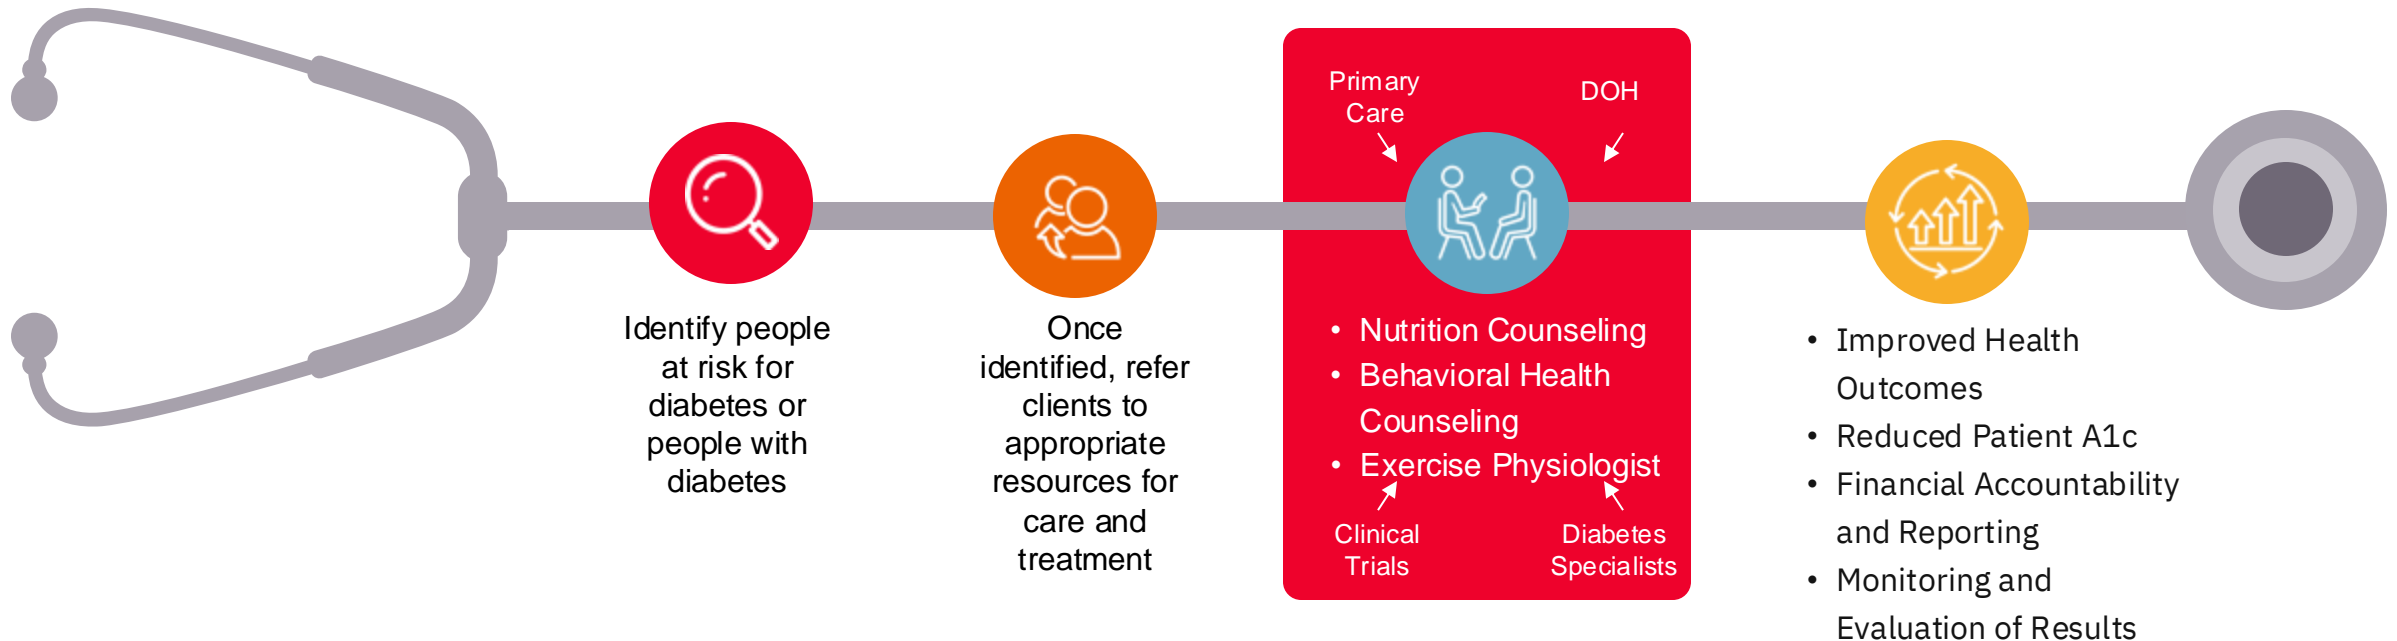 Identify people
at risk for
diabetes or
people with
diabetes
Once
identified, refer
clients to
appropriate
resources for
care and
treatment
Primary
Care
DOH
• Nutrition Counseling
• Behavioral Health
Counseling
• Exercise Physiologist
Clinical
Trials
Diabetes
Specialists
• Improved Health
Outcomes
• Reduced Patient A1c
• Financial Accountability
and Reporting
• Monitoring and
Evaluation of Results